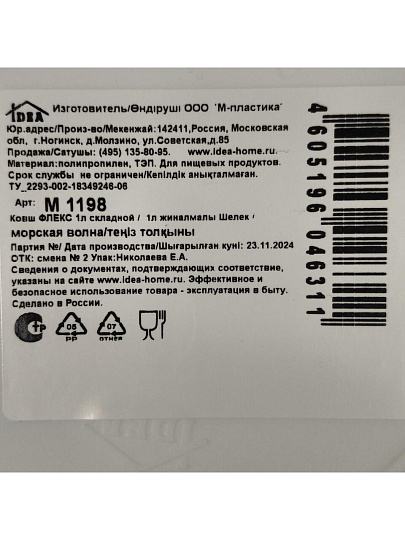 IDEA
Изготовитель/Өндіруші ООО "М-пластика"
Юр.адрес/Произ-во/Мекенжай:142411,Россия, Московская
обл, г.Ногинск, д.Молзино, ул.Советская,д.85
Продажа/Сатушы: (495) 135-80-95. www.idea-home.ru.
Материал:полипропилен, ТЭП. Для пищевых продуктов.
Срок службы не ограничен/Кепілдік анықталмаған.
ТУ_2293-002-18349246-06
Арт: М 1198
Ковш ФЛЕКС 1л складной / 1л жиналмалы Шелек /
морская волна/теңіз толқыны
Партия №/ Дата производства/Шығарылған күні: 23.11.2024
ОТК: смена № 2 Упак:Николаева Е.А.
Сведения о документах, подтверждающих соответствие,
указаны на сайте www.idea-home.ru. Эффективное и
безопасное использование товара - эксплуатация в быту.
Сделано в России.
05
PP
07
OTHER
4 605196 046311